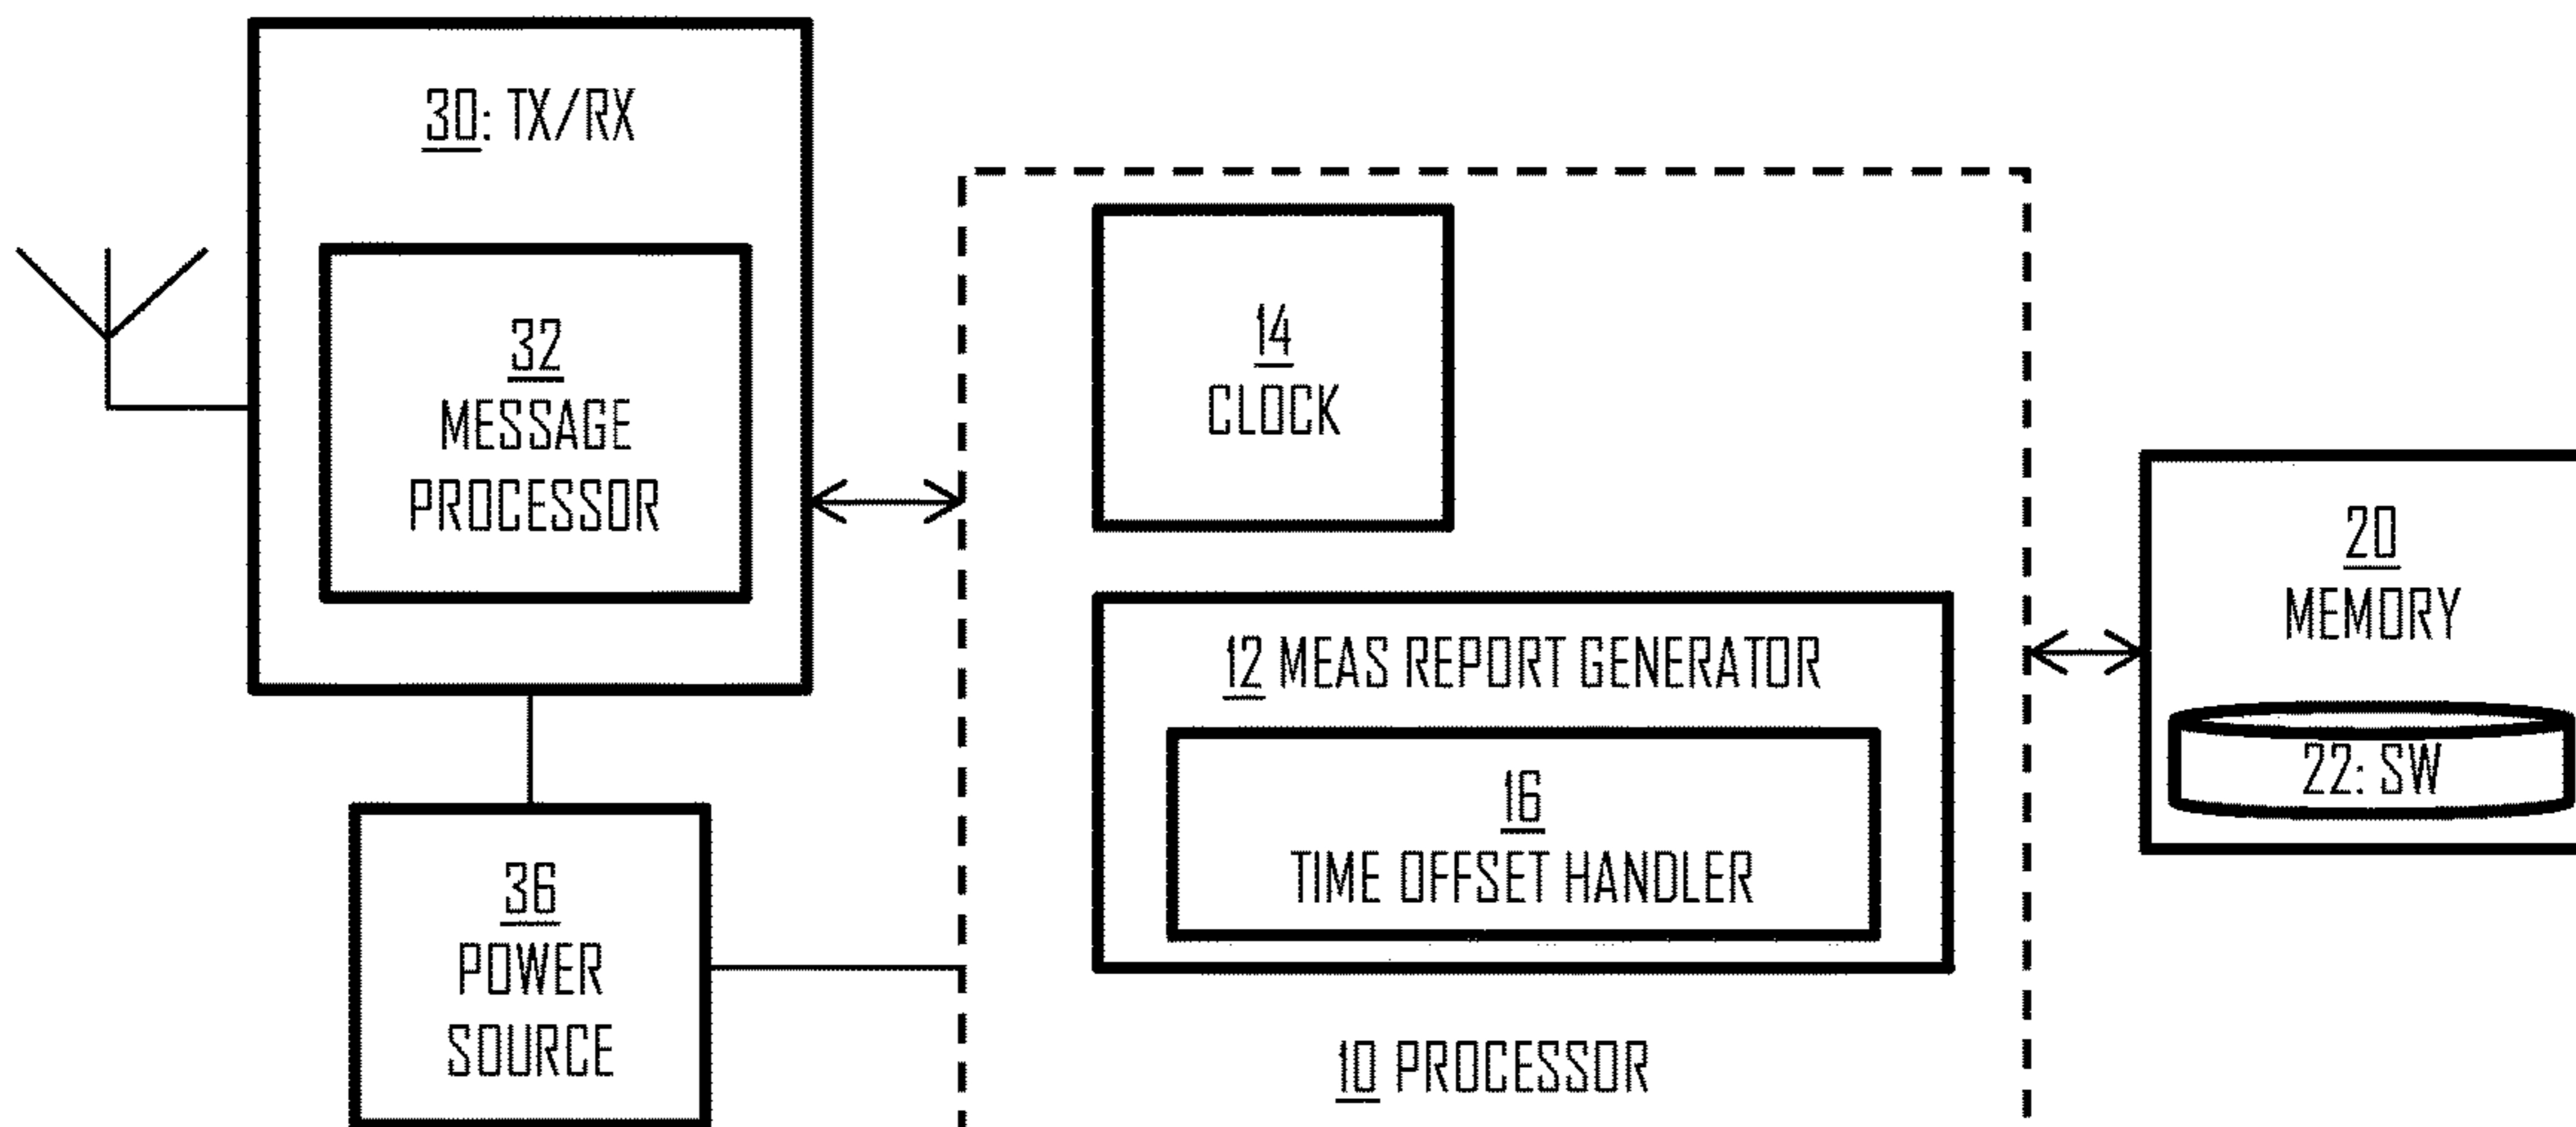 30: TX/RX
32
MESSAGE
PROCESSOR
14
CLOCK
20
MEMORY
22: SW
12 MEAS REPORT GENERATOR
16
TIME OFFSET HANDLER
36
POWER
SOURCE
10 PROCESSOR